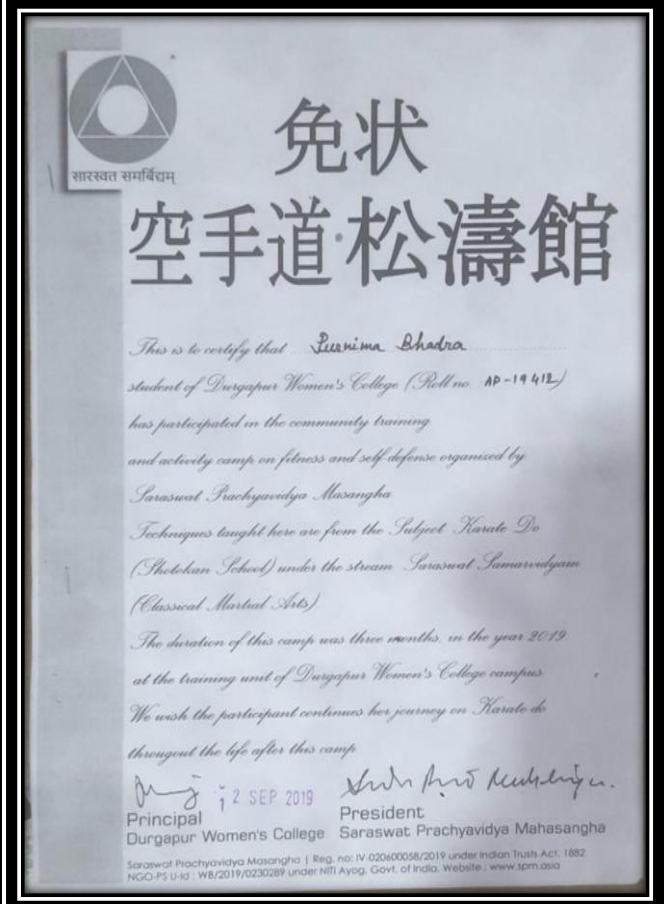 सारस्वत समर्बिद्यम्
免状
空手道·松濤館
This is to certify that Purnima Bhadra
student of Durgapur Women's College (Roll no. AP-19412)
has participated in the community training
and activity camp on fitness and self defense organized by
Saraswat Prachyavidya Masangha
Techniques taught here are from the Subject Karate Do
(Shotokan School) under the stream Saraswat Samarvidyam
(Classical Martial Arts)
The duration of this camp was three months, in the year 2019
at the training unit of Durgapur Women's College campus
We wish the participant continues her journey on Karate do
througout the life after this camp
2 SEP 2019
Principal President
Durgapur Women's College Saraswat Prachyavidya Mahasangha
Saraswat Prachyavidya Masangha | Reg. no: IV-020600058/2019 under Indian Trusts Act, 1882
NGO-PS U-Id : WB/2019/0230289 under NITI Ayog, Govt. of India. Website : www.spm.asia